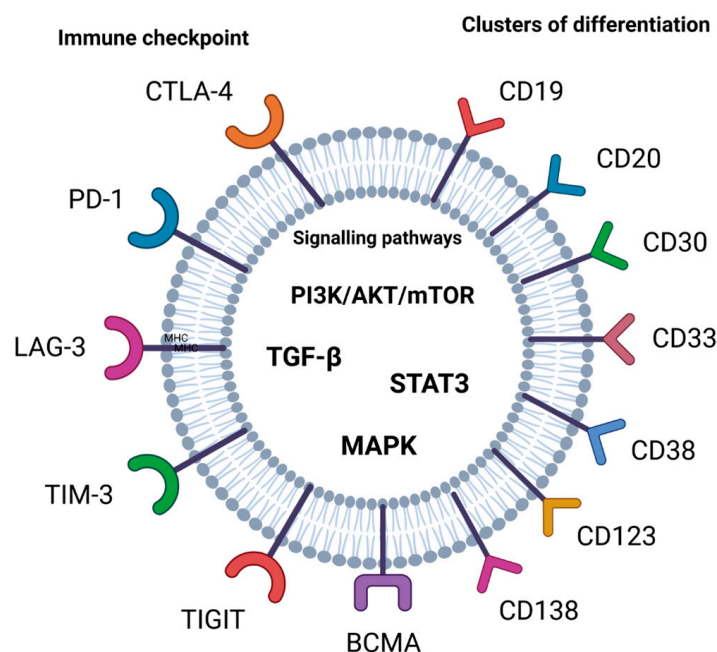 Immune checkpoint
Clusters of differentiation
CTLA-4
CD19
PD-1
CD20
Signalling pathways
CD30
PI3K/AKT/mTOR
LAG-3
MHC
MHC
TGF-β
CD33
STAT3
MAPK
CD38
TIM-3
CD123
TIGIT
CD138
BCMA